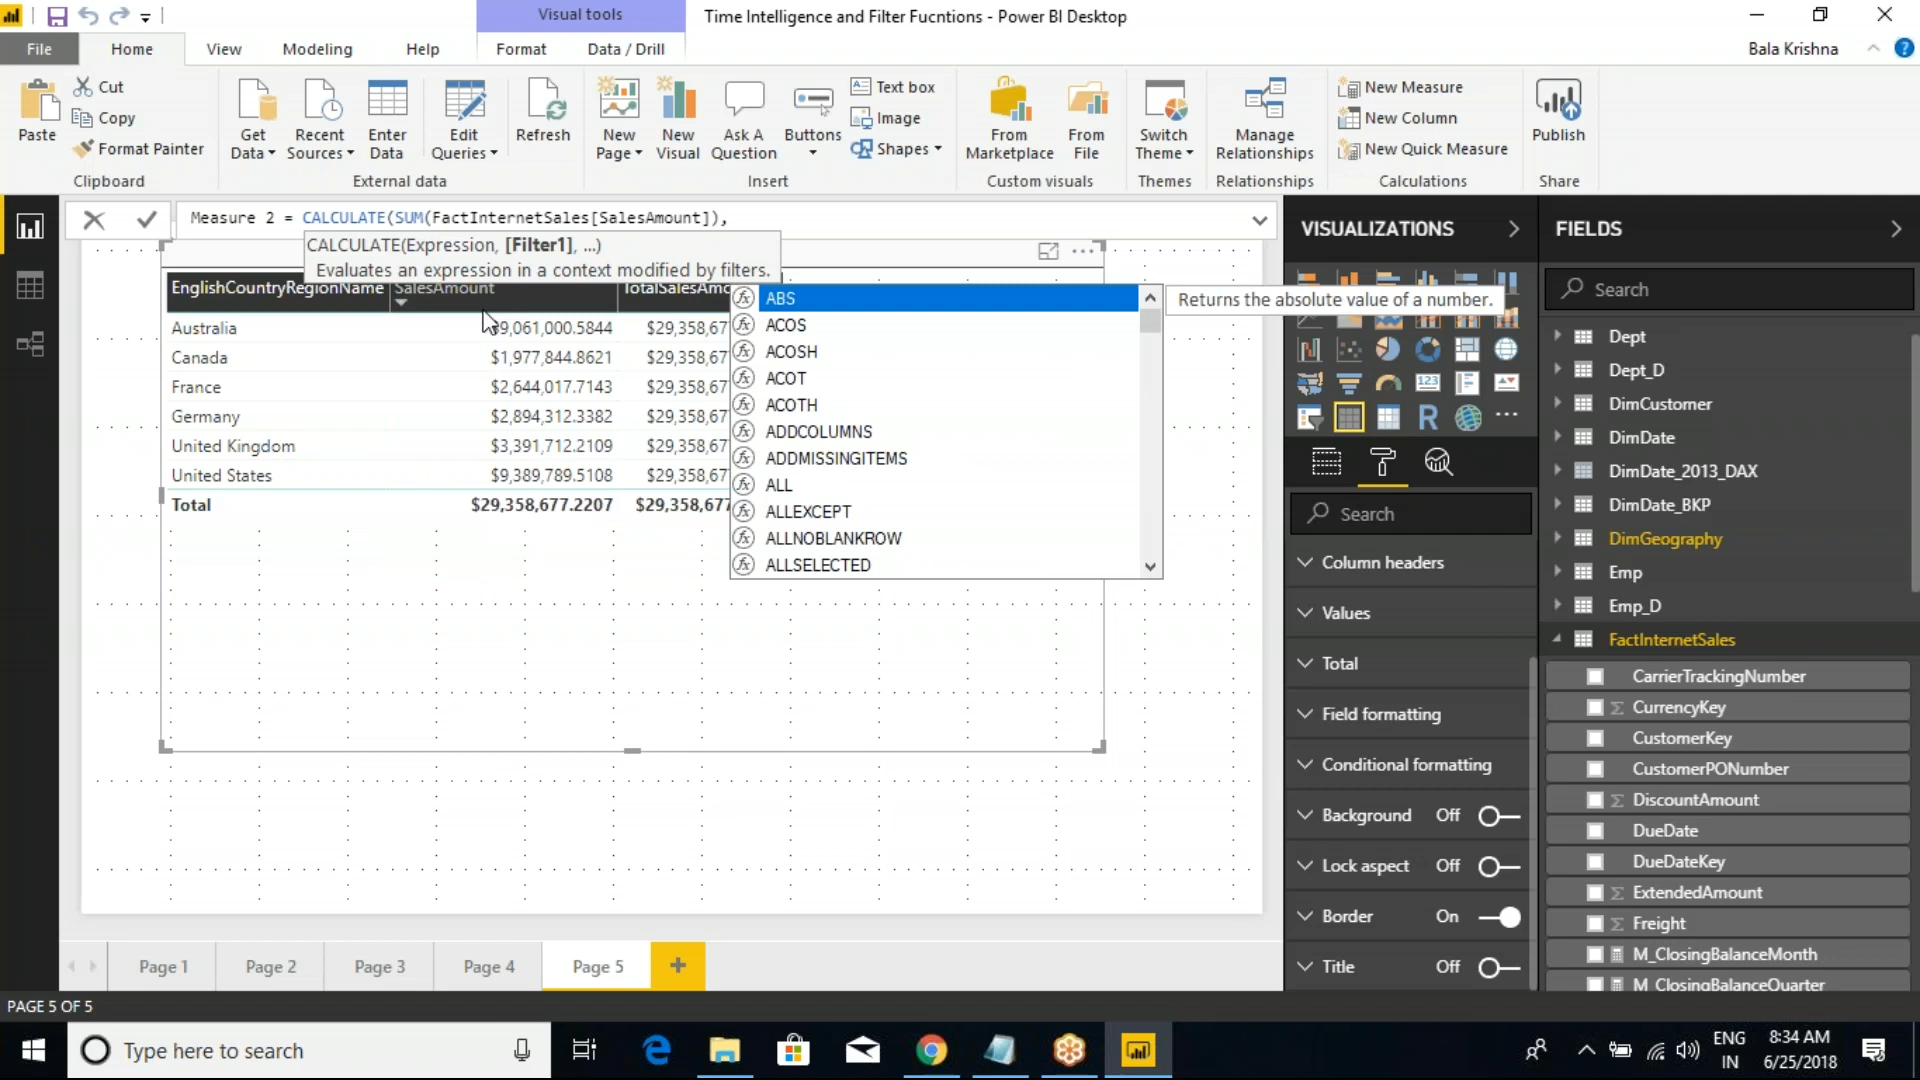 Visual tools
Time Intelligence and Filter Fucntions - Power BI Desktop
File
Home
View
Modeling
Help
Format
Data / Drill
Bala Krishna
Paste
Cut
Copy
Format Painter
Clipboard
Get Data
Recent Sources
Enter Data
Edit Queries
Refresh
External data
New Page
New Visual
Ask A Question
Buttons
Text box
Image
Shapes
Insert
From Marketplace
From File
Custom visuals
Switch Theme
Themes
Manage Relationships
Relationships
New Measure
New Column
New Quick Measure
Calculations
Publish
Share
Measure 2 = CALCULATE(SUM(FactInternetSales[SalesAmount]),
CALCULATE(Expression, [Filter1], ...)
Evaluates an expression in a context modified by filters.
EnglishCountryRegionName SalesAmount TotalSalesAmo
Australia $9,061,000.5844 $29,358,67
Canada $1,977,844.8621 $29,358,67
France $2,644,017.7143 $29,358,67
Germany $2,894,312.3382 $29,358,67
United Kingdom $3,391,712.2109 $29,358,67
United States $9,389,789.5108 $29,358,67
Total $29,358,677.2207 $29,358,677
ABS
ACOS
ACOSH
ACOT
ACOTH
ADDCOLUMNS
ADDMISSINGITEMS
ALL
ALLEXCEPT
ALLNOBLANKROW
ALLSELECTED
Returns the absolute value of a number.
VISUALIZATIONS
123
R
Search
Column headers
Values
Total
Field formatting
Conditional formatting
Background Off
Lock aspect Off
Border On
Title Off
FIELDS
Search
Dept
Dept_D
DimCustomer
DimDate
DimDate_2013_DAX
DimDate_BKP
DimGeography
Emp
Emp_D
FactInternetSales
CarrierTrackingNumber
CurrencyKey
CustomerKey
CustomerPONumber
DiscountAmount
DueDate
DueDateKey
ExtendedAmount
Freight
M_ClosingBalanceMonth
M_ClosingBalanceQuarter
Page 1
Page 2
Page 3
Page 4
Page 5
PAGE 5 OF 5
Type here to search
ENG
IN
8:34 AM
6/25/2018